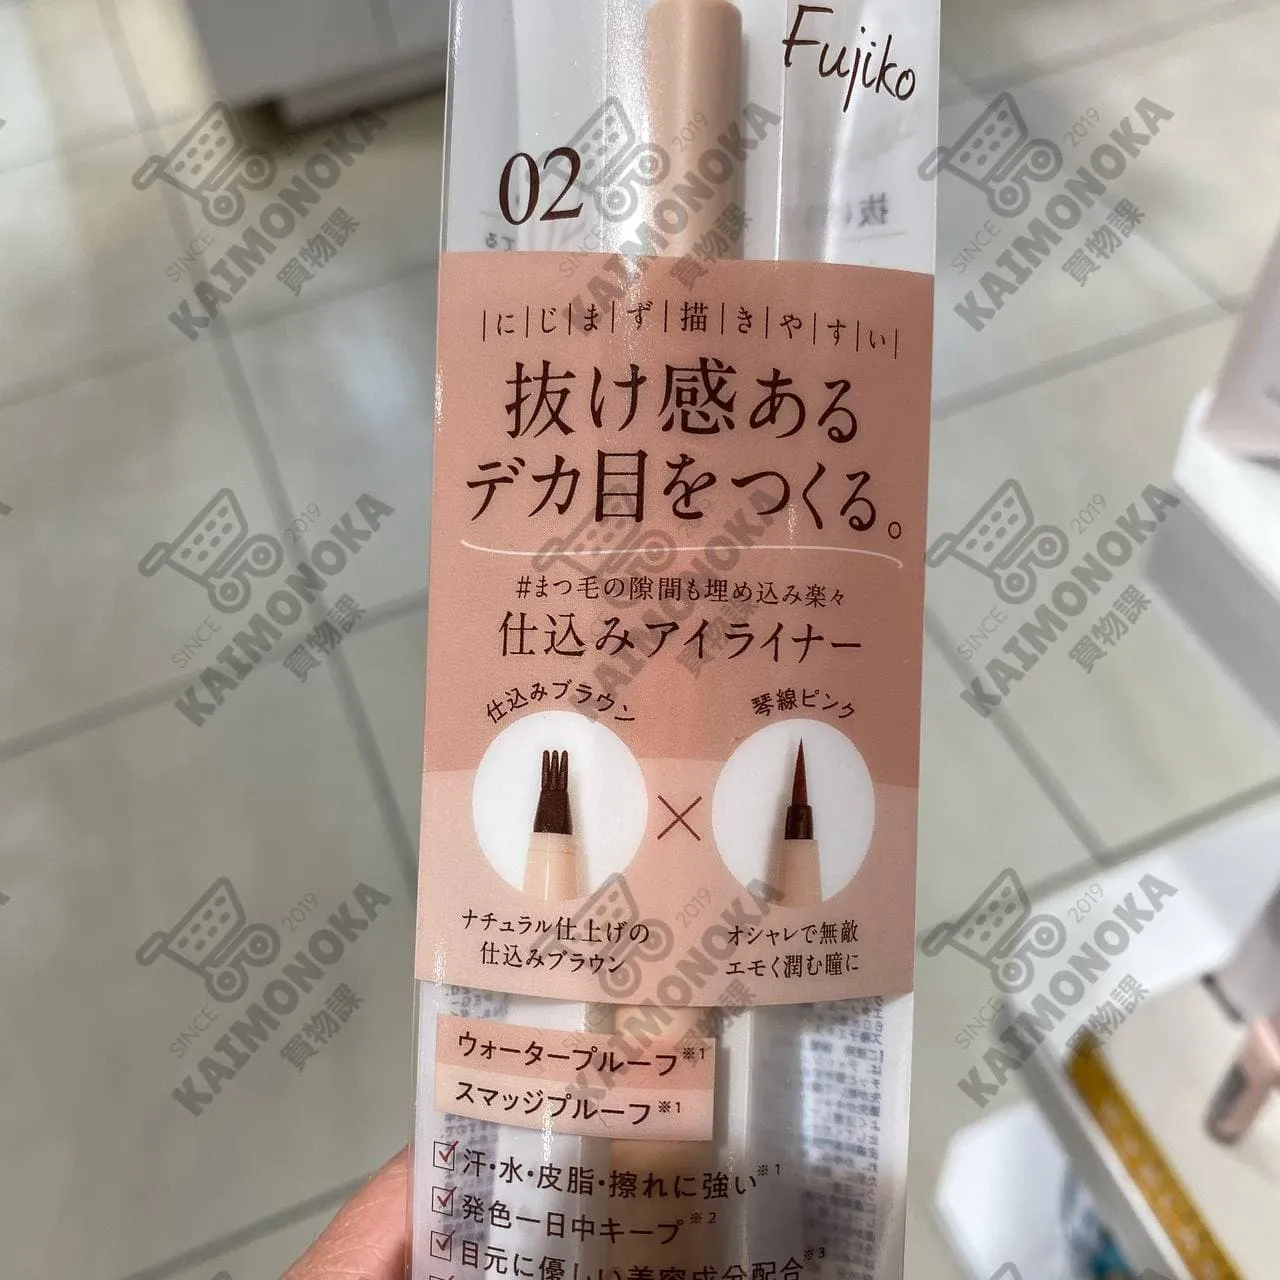 Fujiko
02
|に|じ|ま|ず|描|き|や|す|い|
抜け感ある
デカ目をつくる。
#まつ毛の隙間も埋め込み楽々
仕込みアイライナー
仕込みブラウン
琴線ピンク
×
ナチュラル仕上げの
仕込みブラウン
オシャレで無敵
エモく潤む瞳に
ウォータープルーフ※1
スマッジプルーフ※1
汗・水・皮脂・擦れに強い※1
発色一日中キープ※2
目元に優しい美容成分配合※3
SINCE 2019
KAIMONOKA
買物課